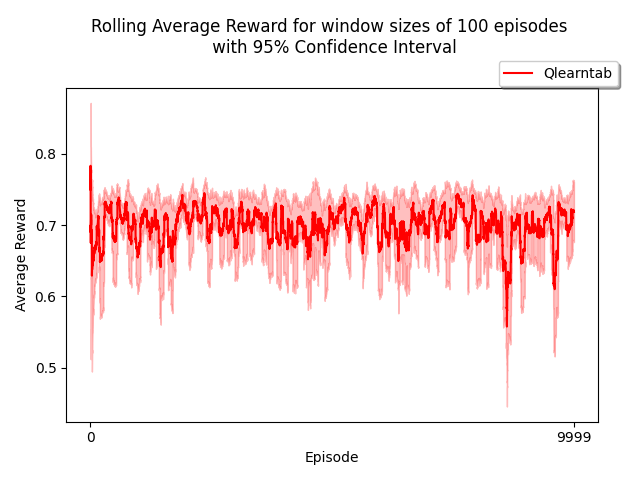 Rolling Average Reward for window sizes of 100 episodes
with 95% Confidence Interval
Qlearntab
Average Reward
0.8
0.7
0.6
0.5
0
9999
Episode